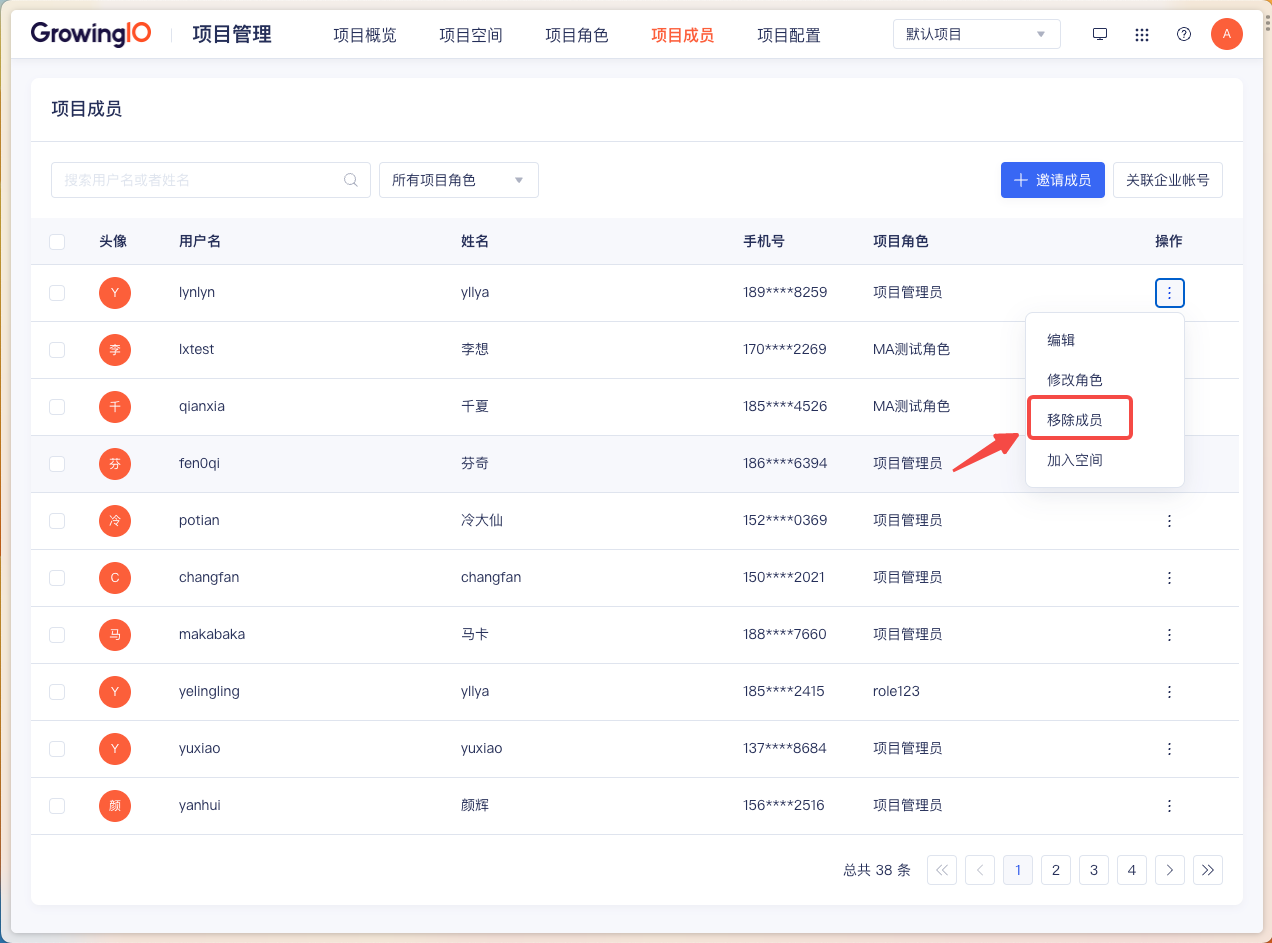 GrowingIO 项目管理 项目概览 项目空间 项目角色 项目成员 项目配置 默认项目 A
项目成员
搜索用户名或者姓名 所有项目角色 邀请成员 关联企业帐号
头像 用户名 姓名 手机号 项目角色 操作
Y lynlyn yllya 189****8259 项目管理员
李 lxtest 李想 170****2269 MA测试角色
千 qianxia 千夏 185****4526 MA测试角色
芬 fen0qi 芬奇 186****6394 项目管理员
编辑
修改角色
移除成员
加入空间
冷 potian 冷大仙 152****0369 项目管理员
C changfan changfan 150****2021 项目管理员
马 makabaka 马卡 188****7660 项目管理员
Y yelingling yllya 185****2415 role123
Y yuxiao yuxiao 137****8684 项目管理员
颜 yanhui 颜辉 156****2516 项目管理员
总共 38 条 1 2 3 4